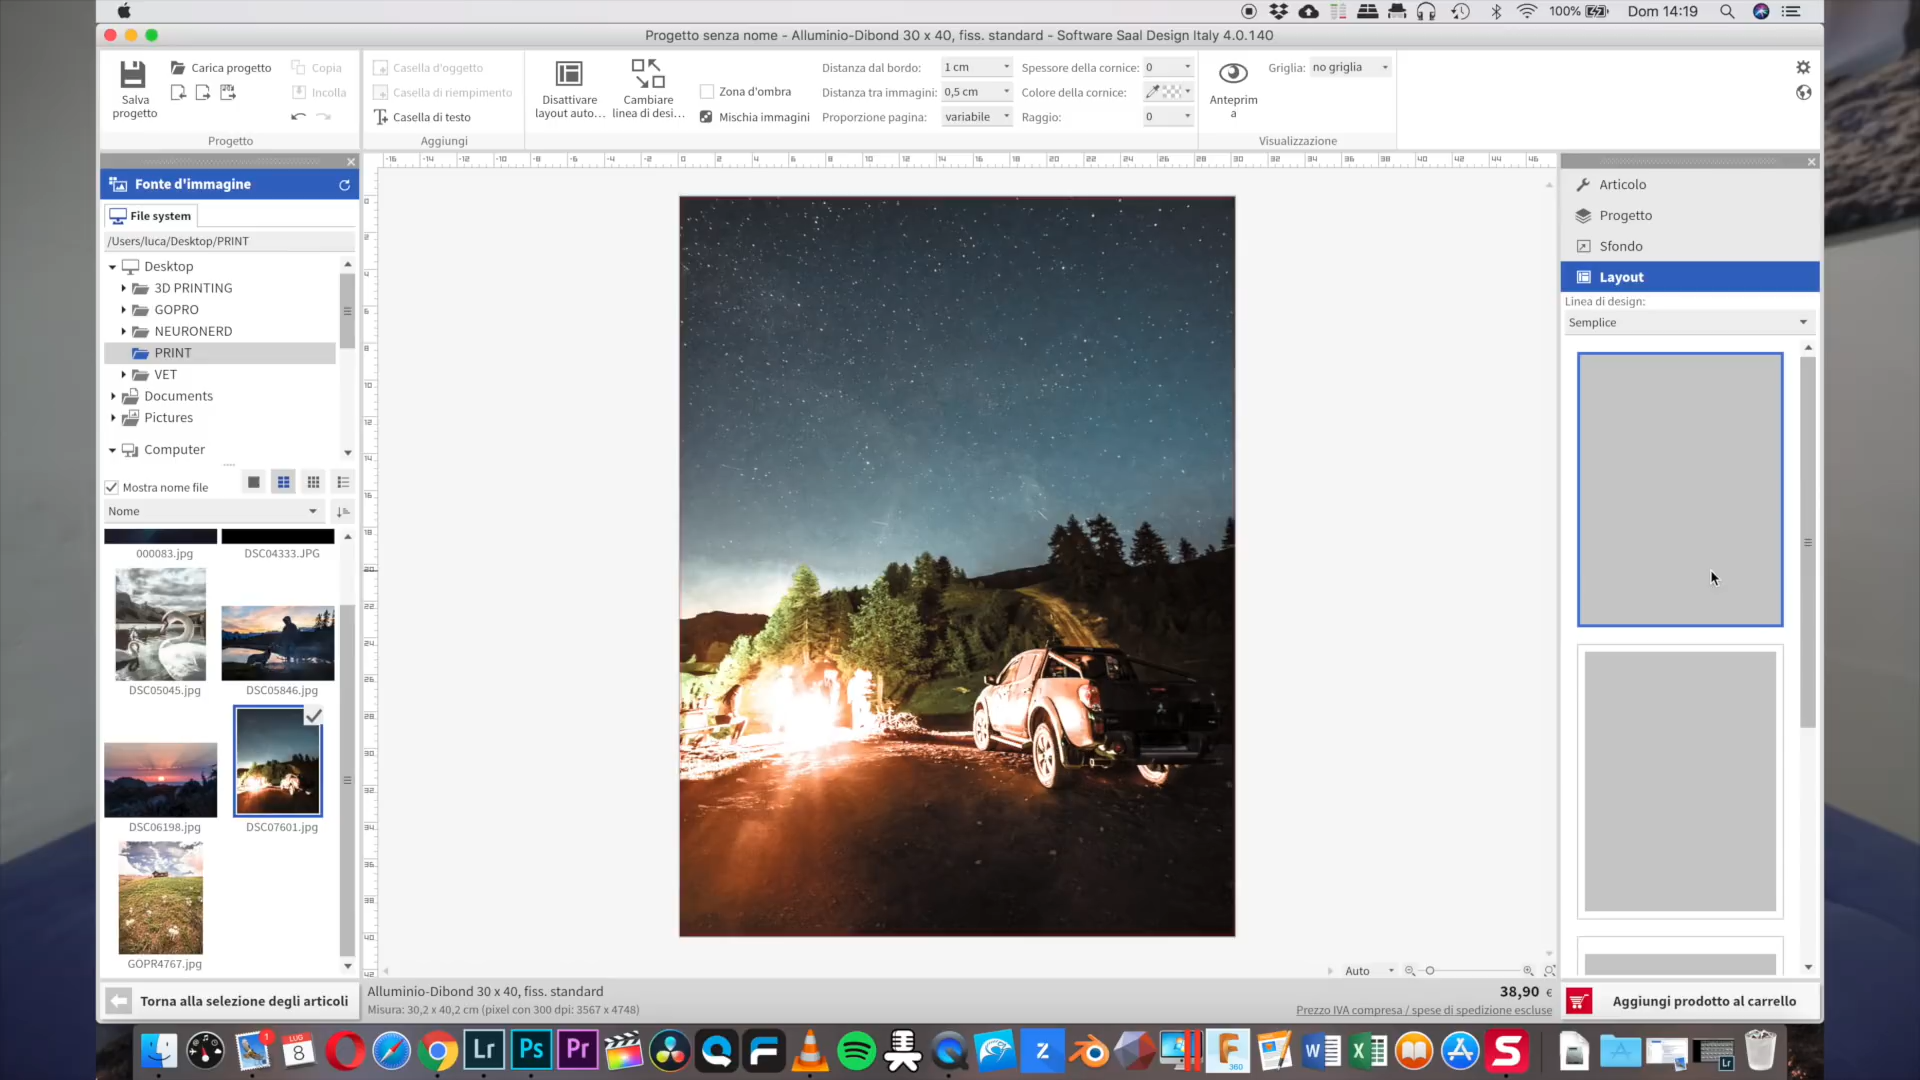 100%
Dom 14:19
Progetto senza nome - Alluminio-Dibond 30 x 40, fiss. standard - Software Saal Design Italy 4.0.140
Salva progetto
Carica progetto
Copia
Incolla
Progetto
Casella d'oggetto
Casella di riempimento
Casella di testo
Aggiungi
Disattivare layout auto...
Cambiare linea di desi...
Zona d'ombra
Mischia immagini
Distanza dal bordo: 1 cm
Distanza tra immagini: 0,5 cm
Proporzione pagina: variabile
Spessore della cornice: 0
Colore della cornice:
Raggio: 0
Anteprim
a
Griglia: no griglia
Visualizzazione
Fonte d'immagine
File system
/Users/luca/Desktop/PRINT
Desktop
3D PRINTING
GOPRO
NEURONERD
PRINT
VET
Documents
Pictures
Computer
Mostra nome file
Nome
000083.jpg
DSC04333.JPG
DSC05045.jpg
DSC05846.jpg
DSC06198.jpg
DSC07601.jpg
GOPR4767.jpg
Torna alla selezione degli articoli
Articolo
Progetto
Sfondo
Layout
Linea di design:
Semplice
Auto
Alluminio-Dibond 30 x 40, fiss. standard
Misura: 30,2 x 40,2 cm (pixel con 300 dpi: 3567 x 4748)
38,90 €
Prezzo IVA compresa / spese di spedizione escluse
Aggiungi prodotto al carrello
1
LUG
8
Lr
Ps
Pr
Z
F
360
W
X
S
Lr